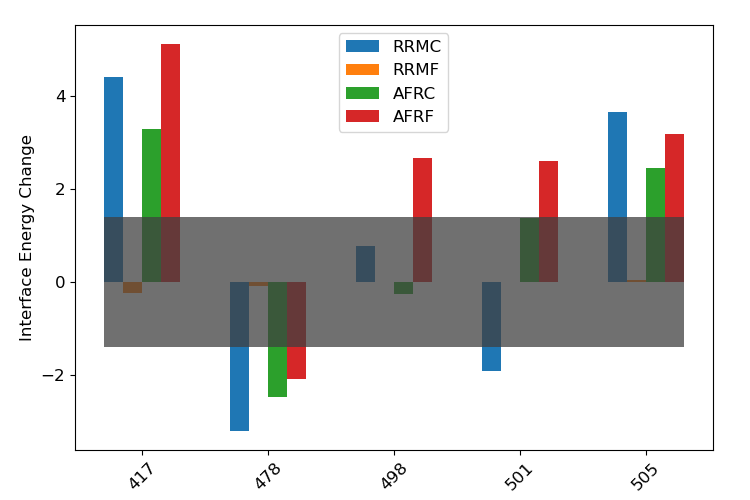 RRMC
RRMF
AFRC
AFRF
Interface Energy Change
4
2
0
−2
417
478
498
501
505